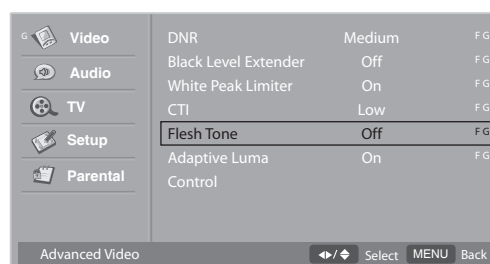 G Video
Audio
TV
Setup
Parental
DNR Medium F G
Black Level Extender Off F G
White Peak Limiter On F G
CTI Low F G
Flesh Tone Off F G
Adaptive Luma On F G
Control
Advanced Video / Select MENU Back